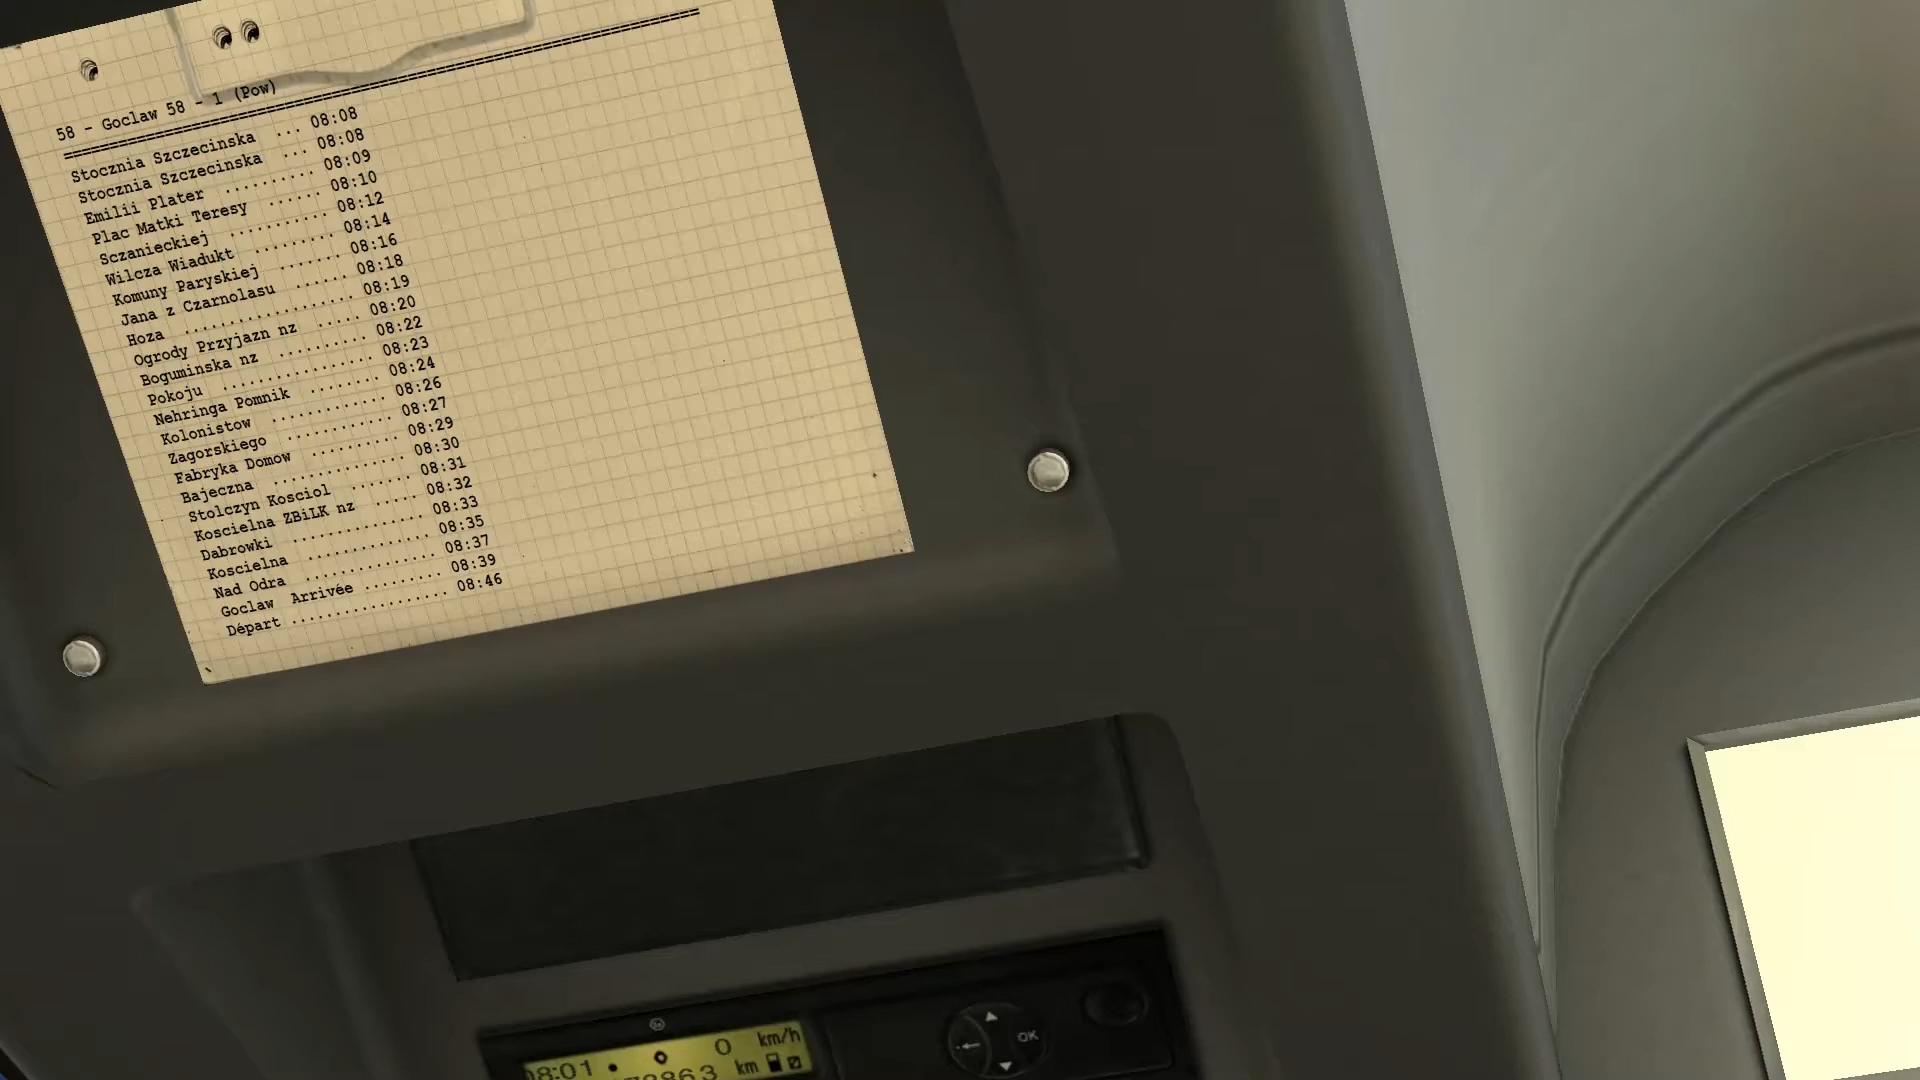 58 - Goclaw 58 - 1 (Pow)
Stocznia Szczecinska ... 08:08
Stocznia Szczecinska ... 08:08
Emilii Plater .......... 08:09
Plac Matki Teresy ...... 08:10
Sczanieckiej ........... 08:12
Wilcza Wiadukt ......... 08:14
Komuny Paryskiej ....... 08:16
Jana z Czarnolasu ...... 08:18
Hoza ................... 08:19
Ogrody Przyjazn nz ..... 08:20
Boguminska nz .......... 08:22
Pokoju ................. 08:23
Nehringa Pomnik ........ 08:24
Kolonistow ............. 08:26
Zagorskiego ............ 08:27
Fabryka Domow .......... 08:29
Bajeczna ............... 08:30
Stolczyn Kosciol ....... 08:31
Koscielna ZBiLK nz ..... 08:32
Dabrowki ............... 08:33
Koscielna .............. 08:35
Nad Odra ............... 08:37
Goclaw Arrivée ......... 08:39
Départ ................. 08:46
08:01 0 km/h
km
OK